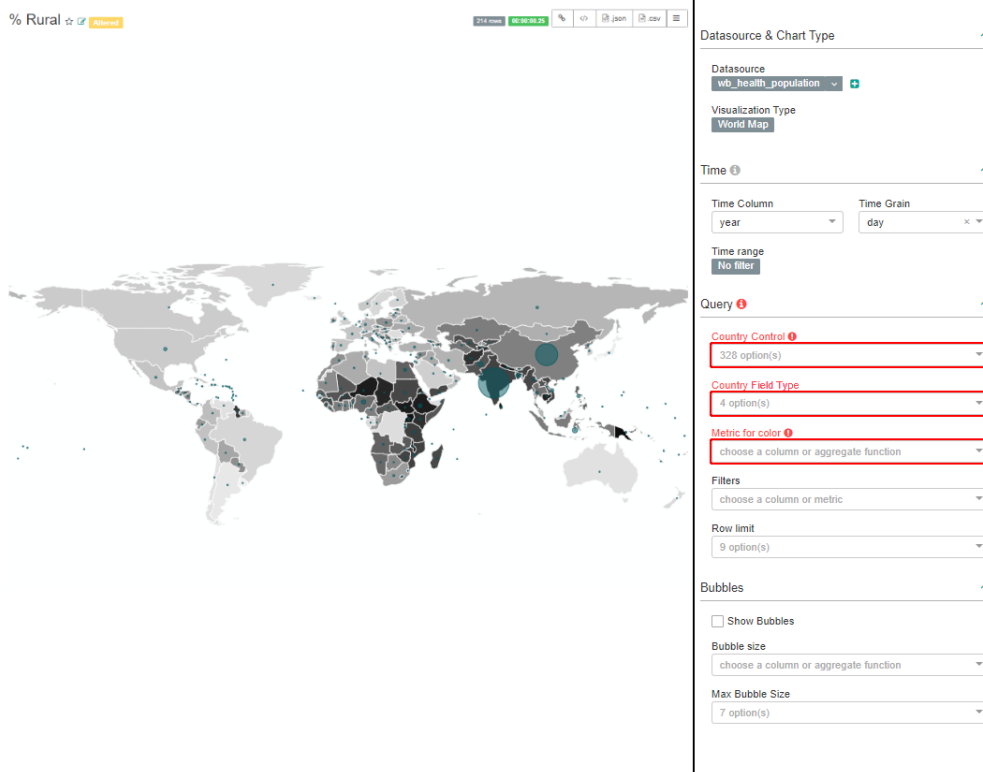 % Rural
Altered
214 rows
00:00:00.25
.json
.csv
Datasource & Chart Type
Datasource
wb_health_population
Visualization Type
World Map
Time
Time Column
Time Grain
year
day
Time range
No filter
Query
Country Control
328 option(s)
Country Field Type
4 option(s)
Metric for color
choose a column or aggregate function
Filters
choose a column or metric
Row limit
9 option(s)
Bubbles
Show Bubbles
Bubble size
choose a column or aggregate function
Max Bubble Size
7 option(s)